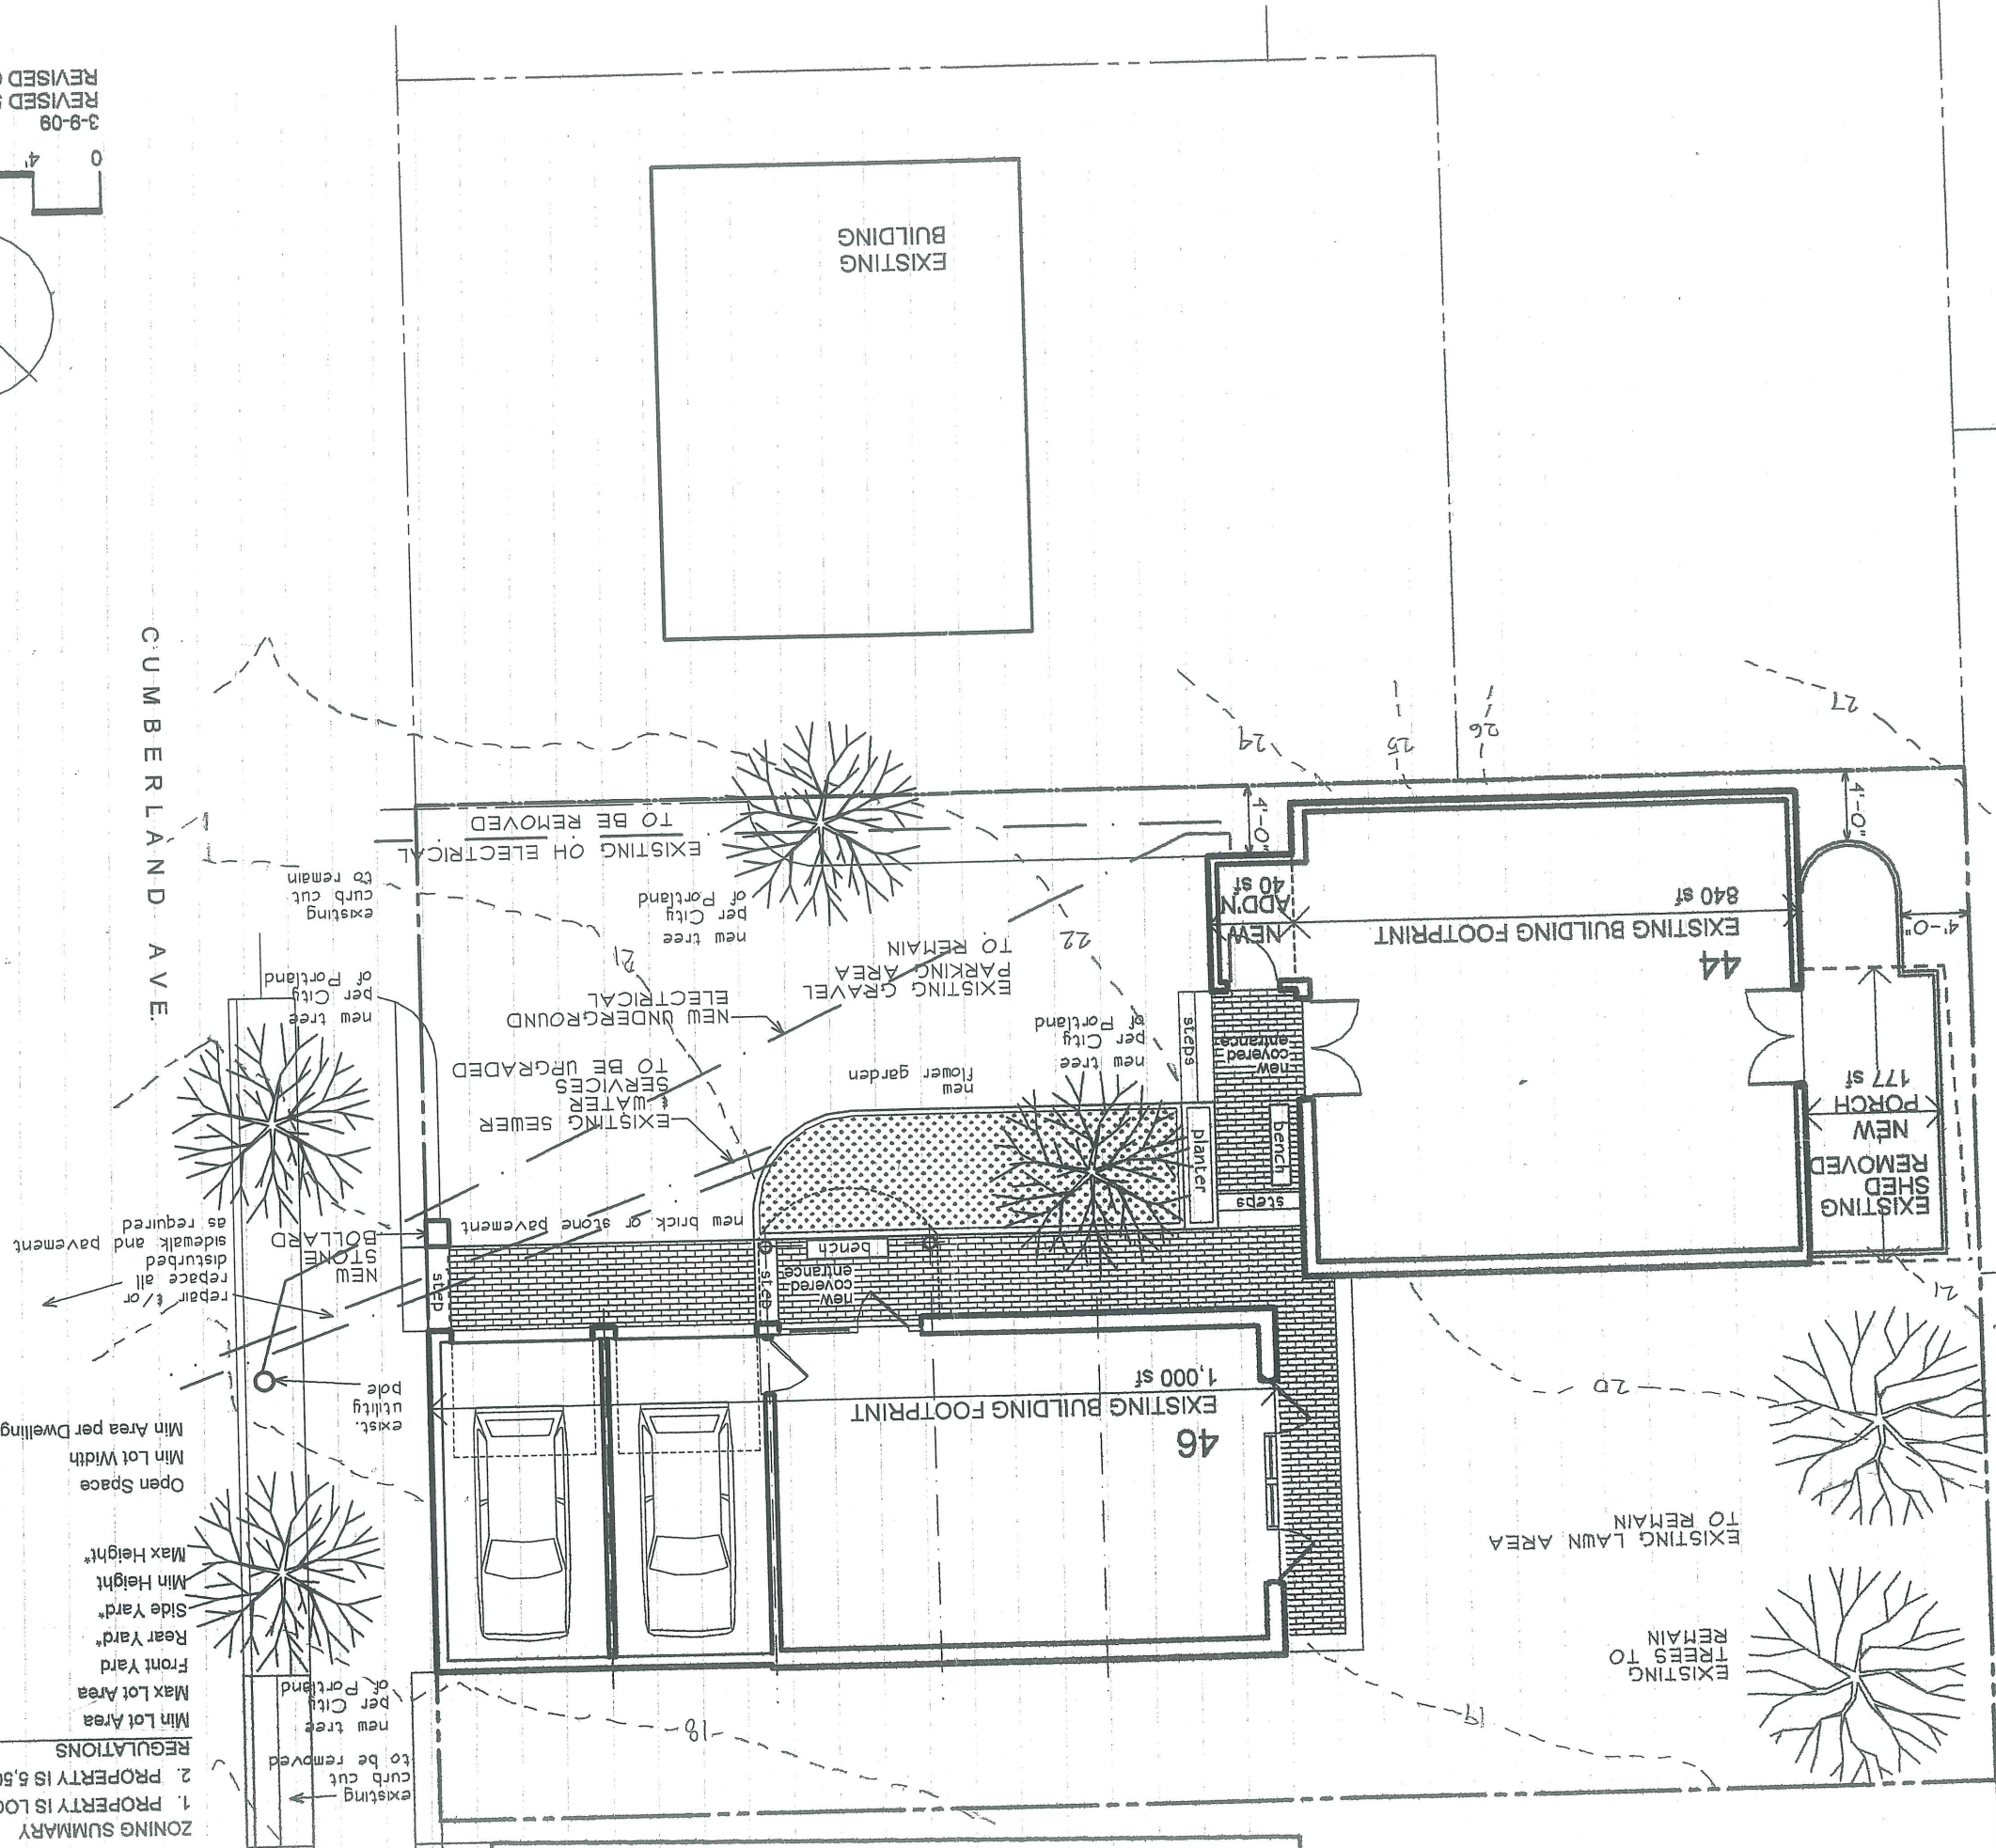 ZONING SUMMARY
1. PROPERTY IS
2. PROPERTY IS
REGULATIONS
Min Lot Area
Max Lot Area
Front Yard
Rear Yard*
Side Yard*
Min Height
Max Height*
Open Space
Min Lot Width
Min Area per Dwelling
existing
curb cut
to be removed
new tree
per City
of Portland
18
19
EXISTING
TREES TO
REMAIN
EXISTING LAWN AREA
TO REMAIN
20
21
46
EXISTING BUILDING FOOTPRINT
1,000 sf
exist.
utility
pole
repair &/or
repace all
disturbed
sidewalk and pavement
as required
NEW
STONE
BOLLARD
step
step
new
covered
entrance
bench
new brick or stone pavement
EXISTING
SHED
REMOVED
NEW
PORCH
177 sf
steps
bench
planter
new
covered
entrance
steps
new
flower garden
new tree
per City
of Portland
EXISTING SEWER
& WATER
SERVICES
TO BE UPGRADED
NEW UNDERGROUND
ELECTRICAL
EXISTING GRAVEL
PARKING AREA
TO REMAIN
new tree
per City
of Portland
new tree
per City
of Portland
existing
curb cut
to remain
21
22
44
EXISTING BUILDING FOOTPRINT
840 sf
NEW
ADD'N
40 sf
4'-0"
4'-0"
4'-0"
EXISTING OH ELECTRICAL
TO BE REMOVED
24
25
26
27
CUMBERLAND AVE.
EXISTING
BUILDING
0 4'
3-9-09
REVISED
REVISED